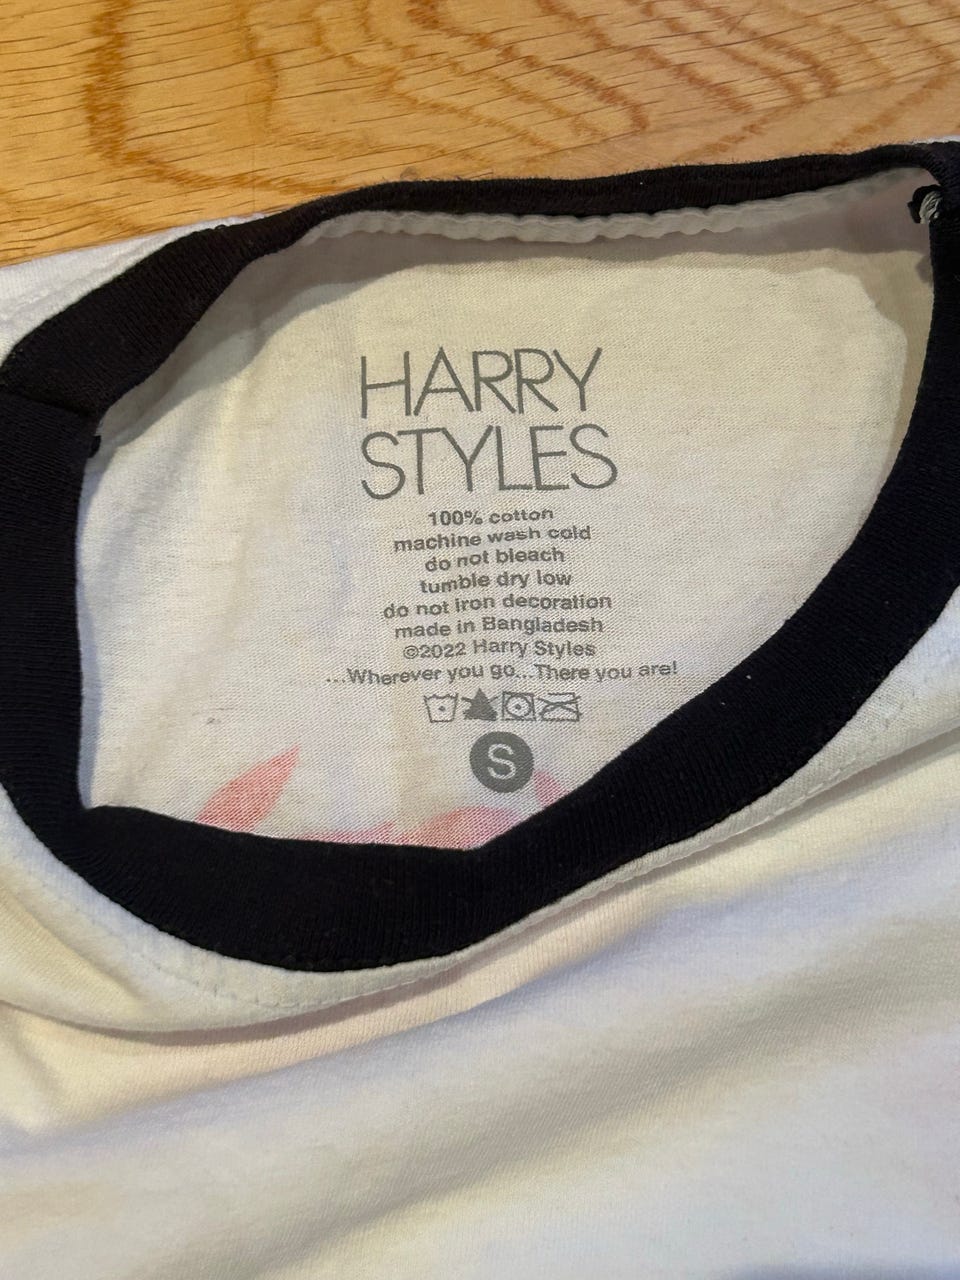 HARRY
STYLES
100% cotton
machine wash cold
do not bleach
tumble dry low
do not iron decoration
made in Bangladesh
©2022 Harry Styles
...Wherever you go...There you are!
S